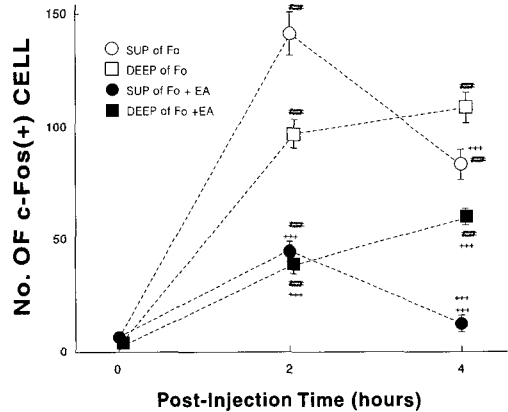 150
100
50
0
No. OF c-Fos(+) CELL
SUP of Fo
DEEP of Fo
SUP of Fo + EA
DEEP of Fo +EA
+++
+++
+++
+++
+++
+++
0
2
4
Post-Injection Time (hours)